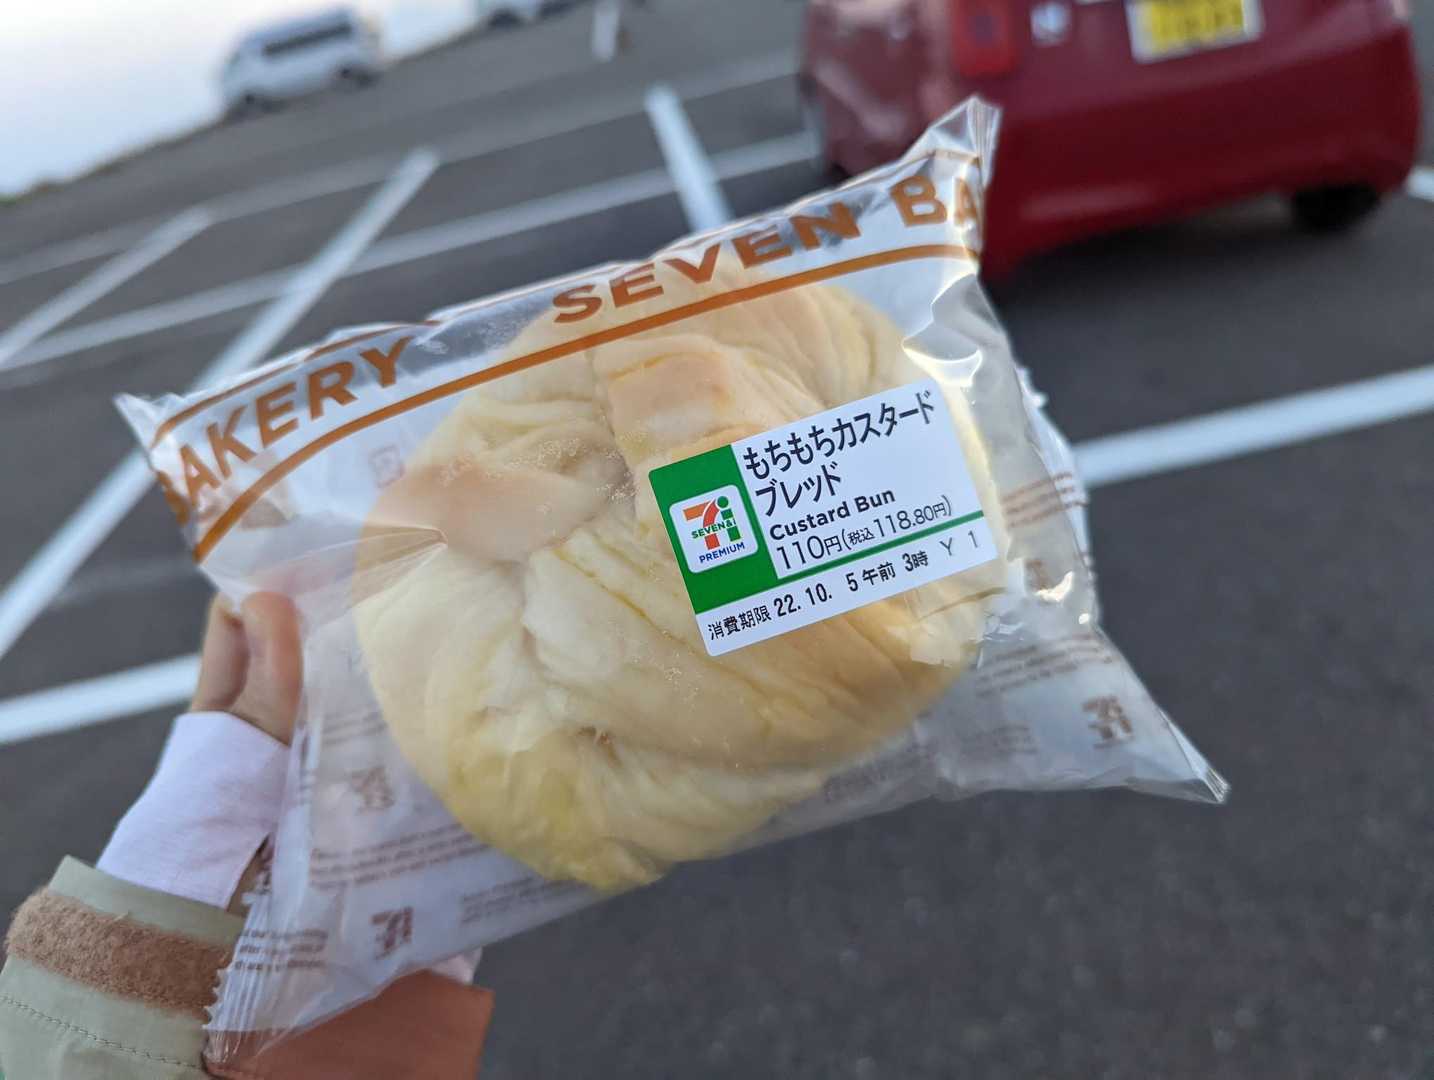 BAKERY
SEVEN BA
もちもちカスタード
ブレッド
Custard Bun
110円(税込118.80円)
消費期限 22.10. 5午前 3時 Y 1
7i
SEVEN&i
PREMIUM